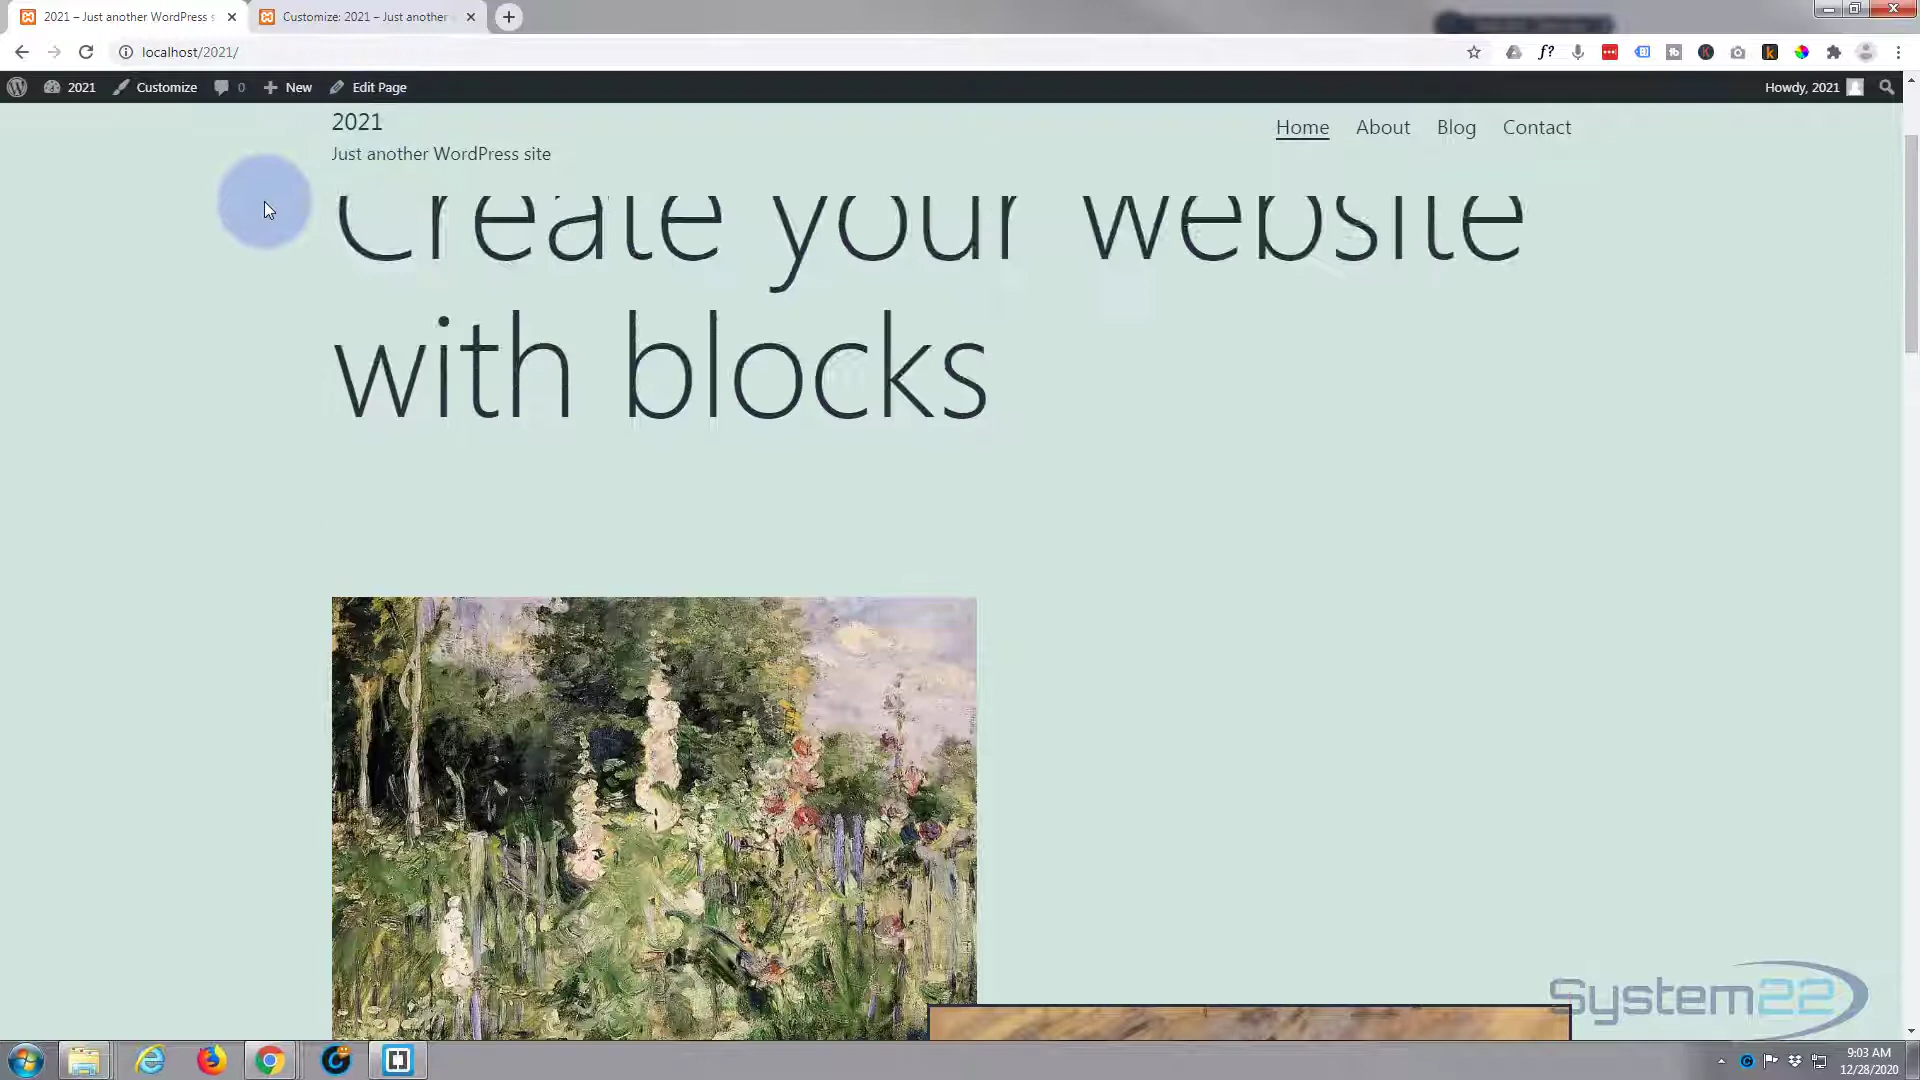 2021 – Just another WordPress s
Customize: 2021 – Just another
localhost/2021/
2021
Customize
0
New
Edit Page
Howdy, 2021
2021
Just another WordPress site
Home
About
Blog
Contact
Create your website
with blocks
System22
9:03 AM
12/28/2020